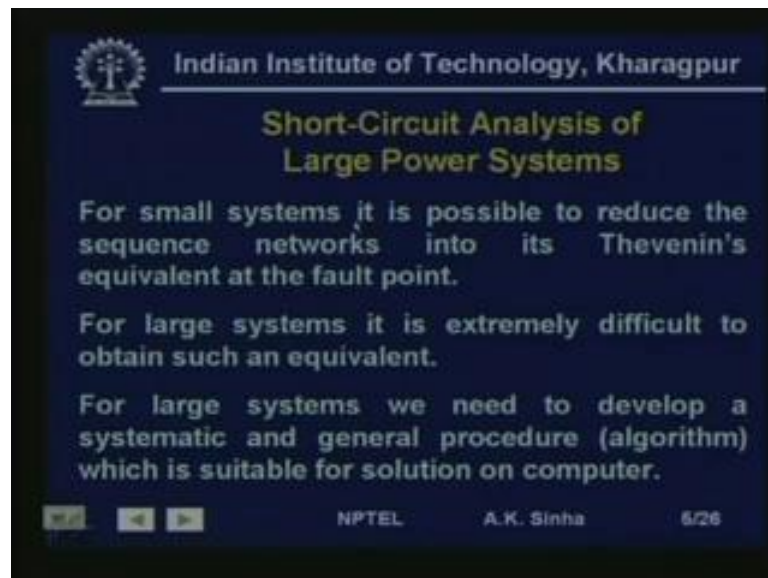 Indian Institute of Technology, Kharagpur
Short-Circuit Analysis of
Large Power Systems
For small systems it is possible to reduce the
sequence networks into its Thevenin's
equivalent at the fault point.
For large systems it is extremely difficult to
obtain such an equivalent.
For large systems we need to develop a
systematic and general procedure (algorithm)
which is suitable for solution on computer.
NPTEL A.K. Sinha